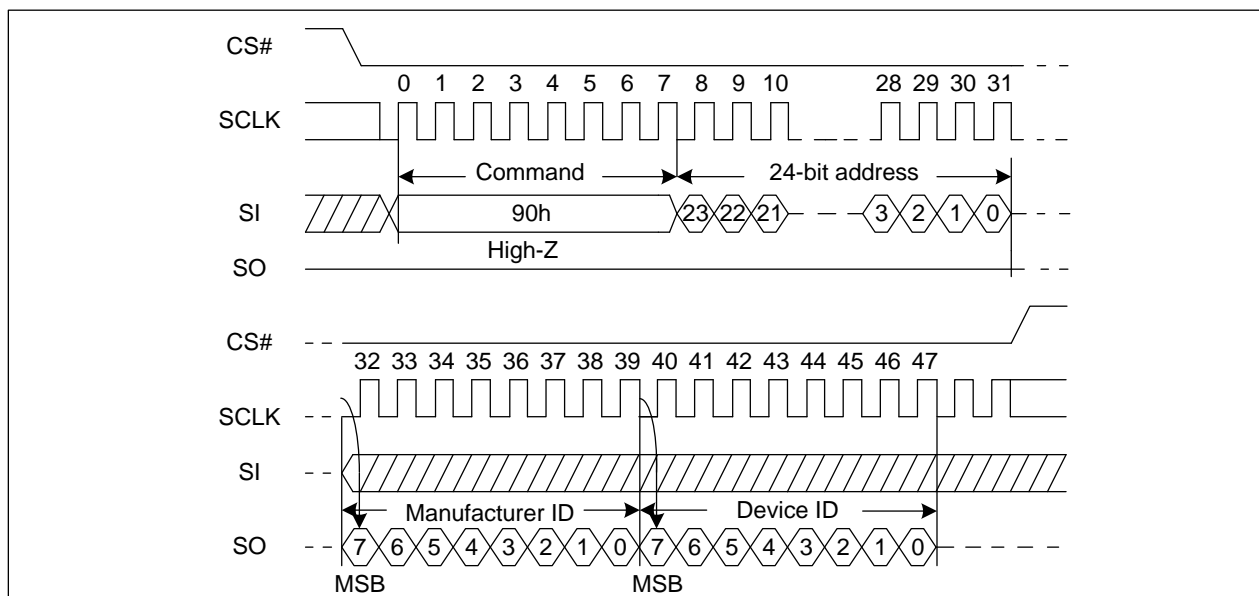 CS#
0 1 2 3 4 5 6 7 8 9 10 28 29 30 31
SCLK
Command 24-bit address
SI 90h 23 22 21 3 2 1 0
High-Z
SO
CS#
32 33 34 35 36 37 38 39 40 41 42 43 44 45 46 47
SCLK
SI
Manufacturer ID Device ID
SO 7 6 5 4 3 2 1 0 7 6 5 4 3 2 1 0
MSB MSB